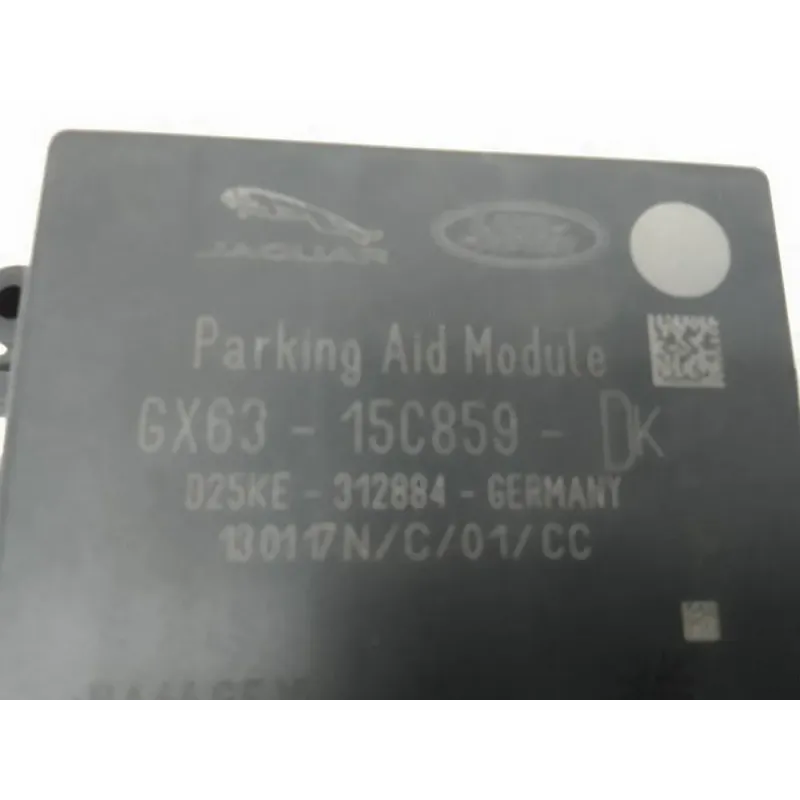 JAGUAR
Parking Aid Module
GX63 - 15C859 - DK
D25KE - 312884 - GERMANY
130117N/C/01/CC